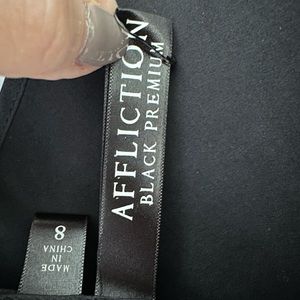 AFFLICTION
BLACK PREMIUM
8
MADE
IN
CHINA